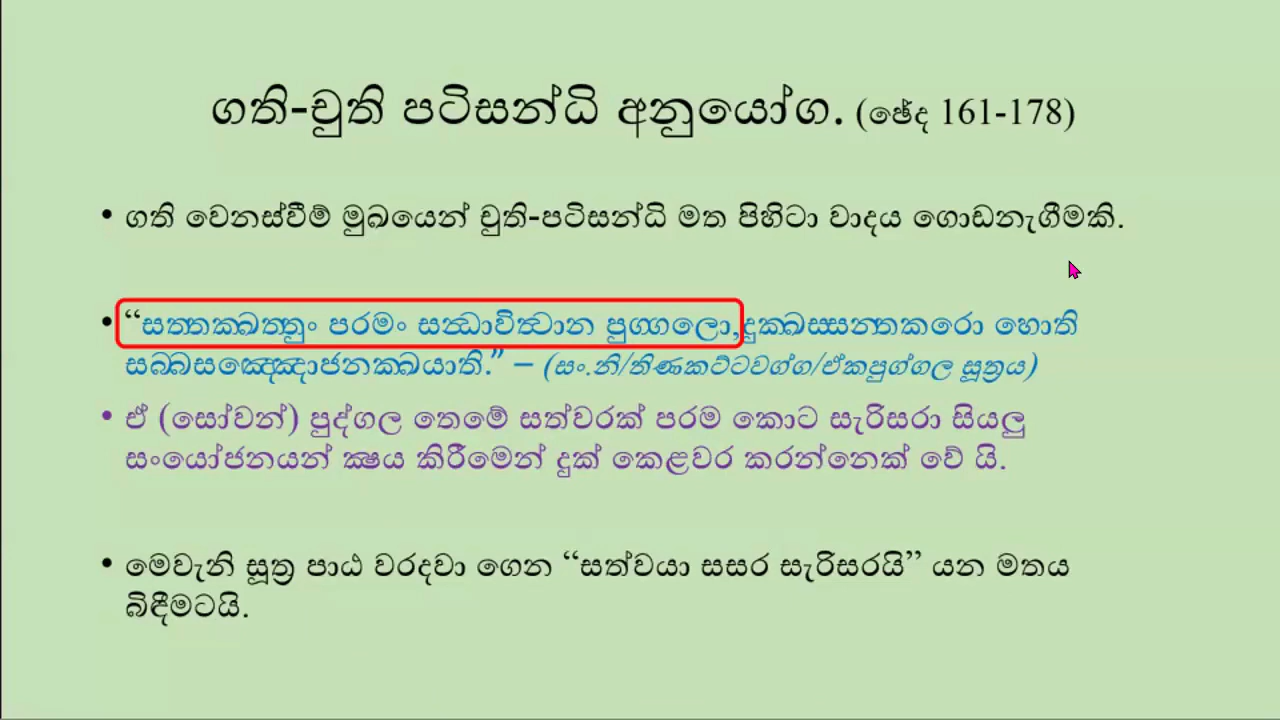 ගති-චුති පටිසන්ධි අනුයෝග. (ඡේද 161-178)
• ගති වෙනස්වීම් මුඛයෙන් චුති-පටිසන්ධි මත පිහිටා වාදය ගොඩනැගීමකි.
• “සත්තක්ඛත්තුං පරමං සන්ධාවිත්වාන පුග්ගලො,දුක්ඛස්සන්තකරො හොති
සබ්බසඤ්ඤොජනක්ඛයාති.” – (සං.නි/තිණකට්ටවග්ග/ඒකපුග්ගල සූත්‍රය)
• ඒ (සෝවන්) පුද්ගල තෙමේ සත්වරක් පරම කොට සැරිසරා සියලු
සංයෝජනයන් ක්‍ෂය කිරීමෙන් දුක් කෙළවර කරන්නෙක් වේ යි.
• මෙවැනි සූත්‍ර පාඨ වරදවා ගෙන “සත්වයා සසර සැරිසරයි” යන මතය
බිඳීමටයි.